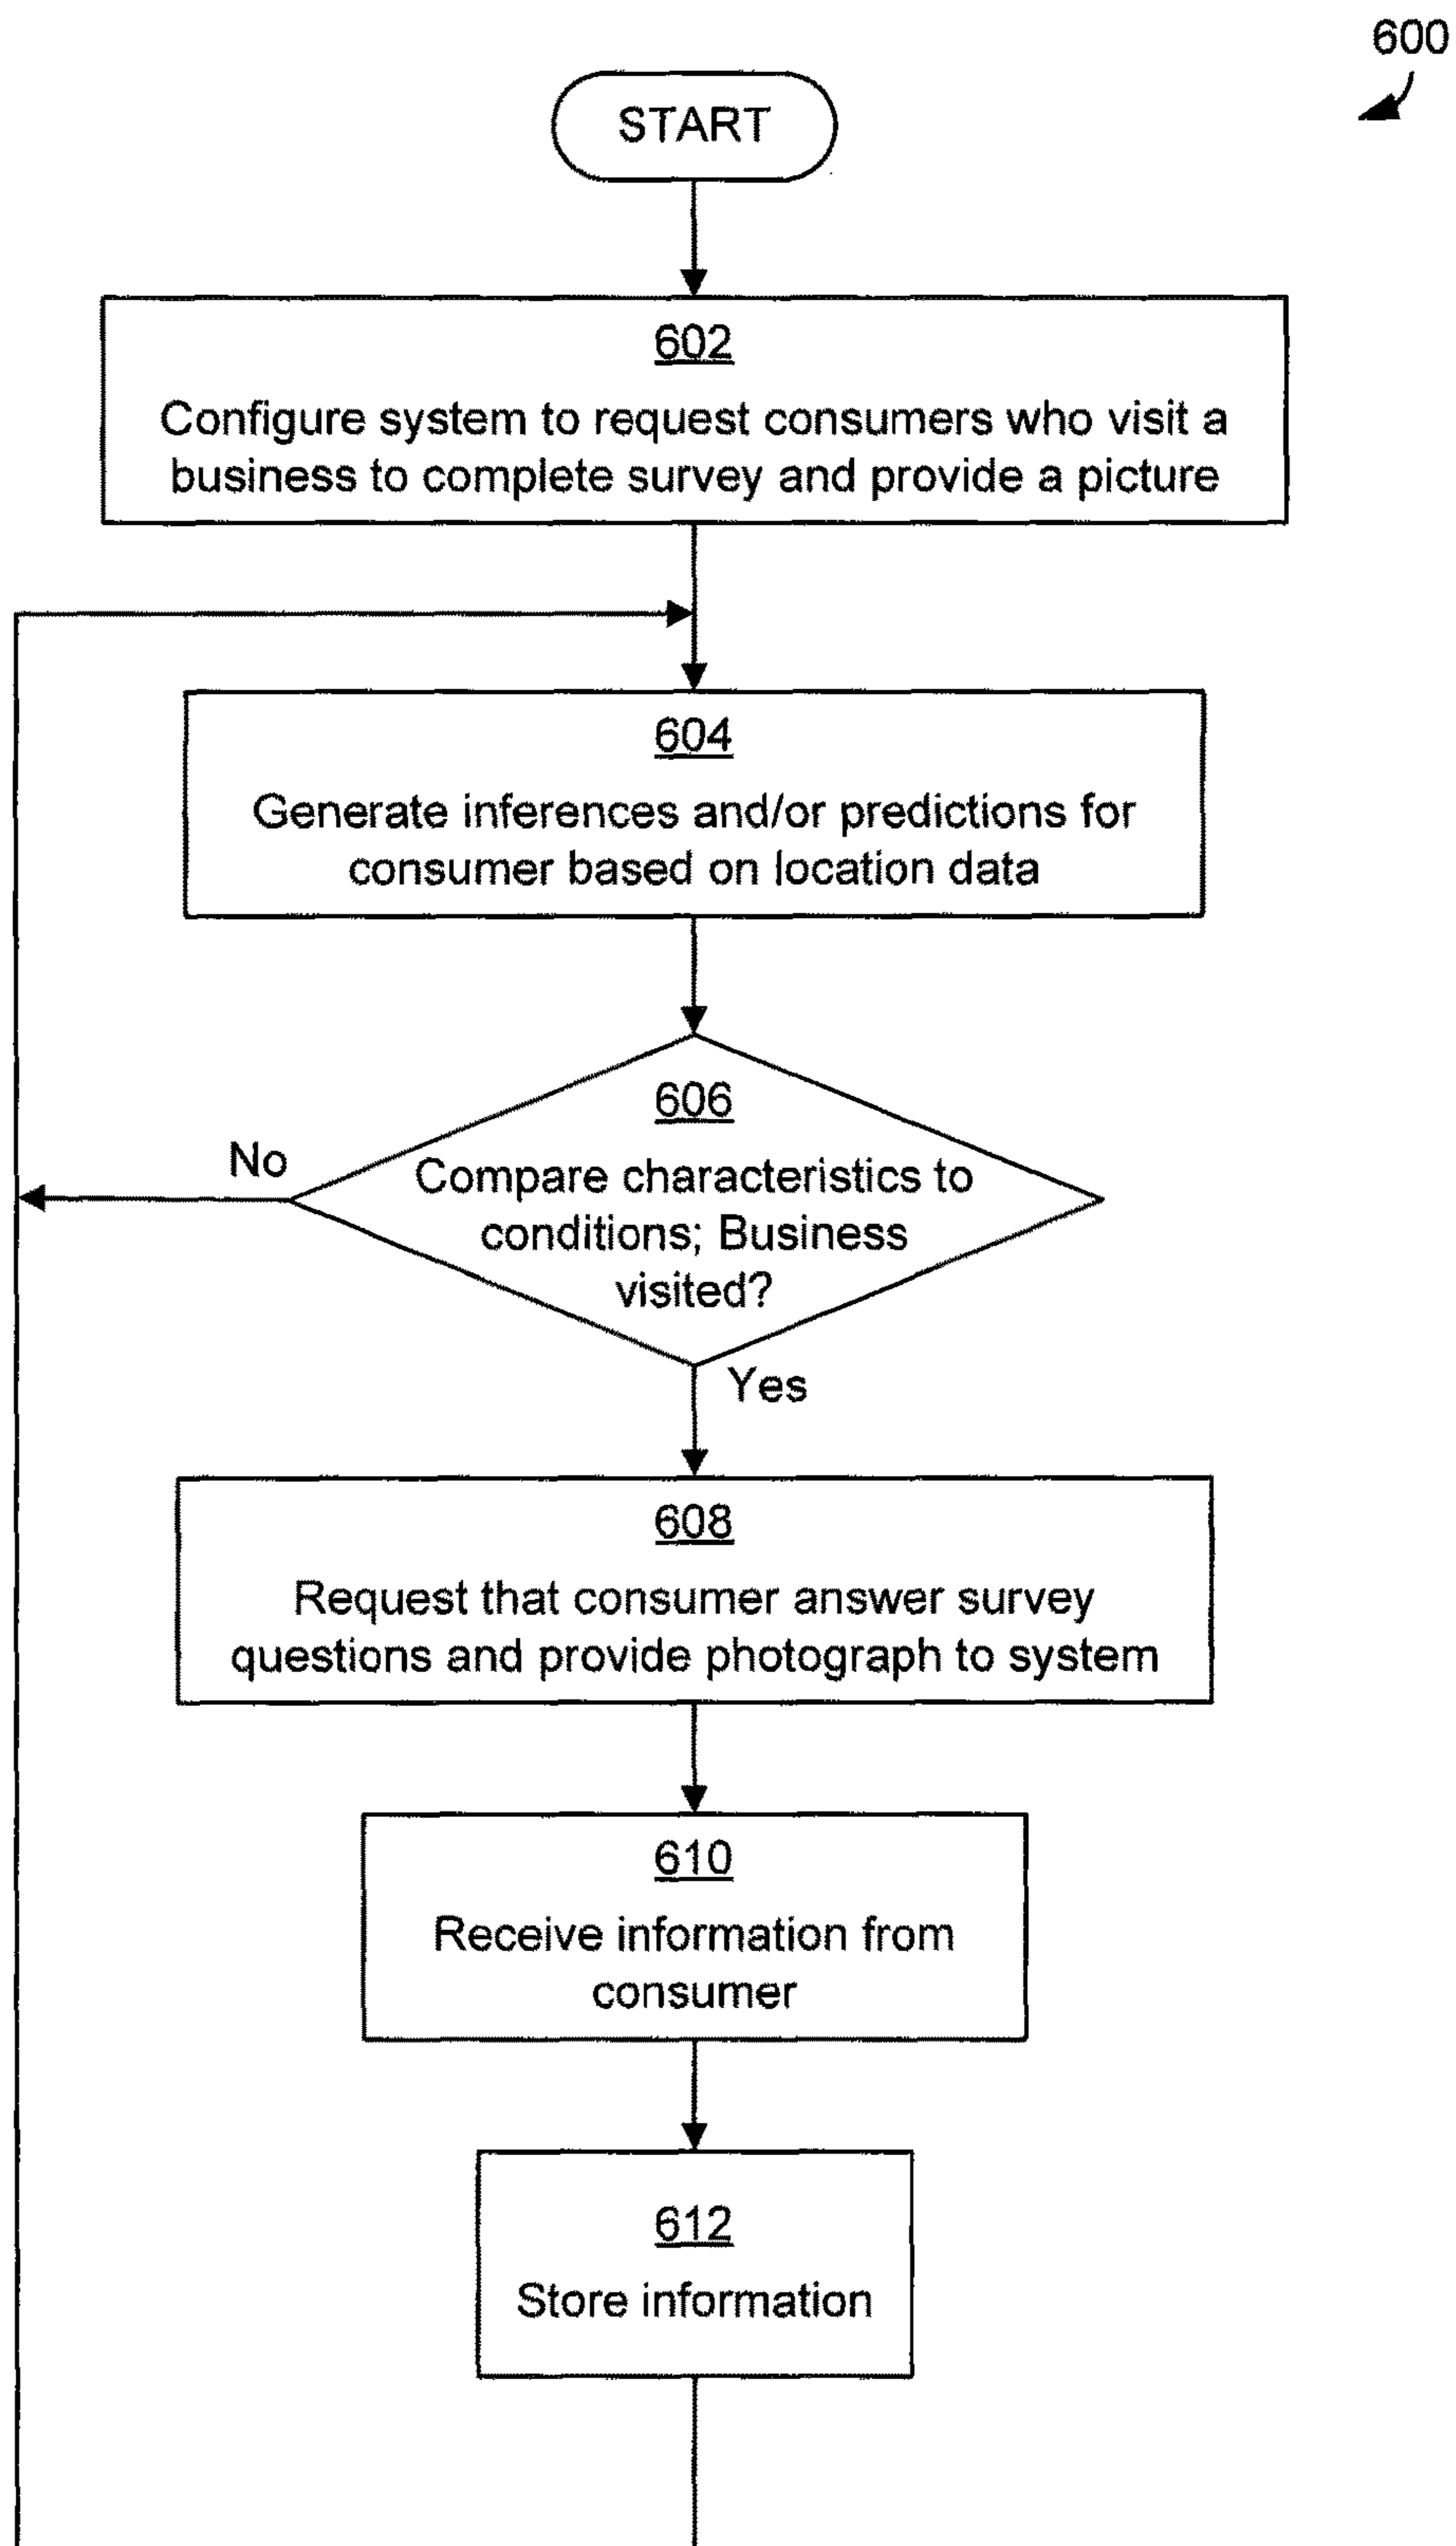 600
START
602
Configure system to request consumers who visit a
business to complete survey and provide a picture
604
Generate inferences and/or predictions for
consumer based on location data
606
Compare characteristics to
conditions; Business
visited?
No
Yes
608
Request that consumer answer survey
questions and provide photograph to system
610
Receive information from
consumer
612
Store information